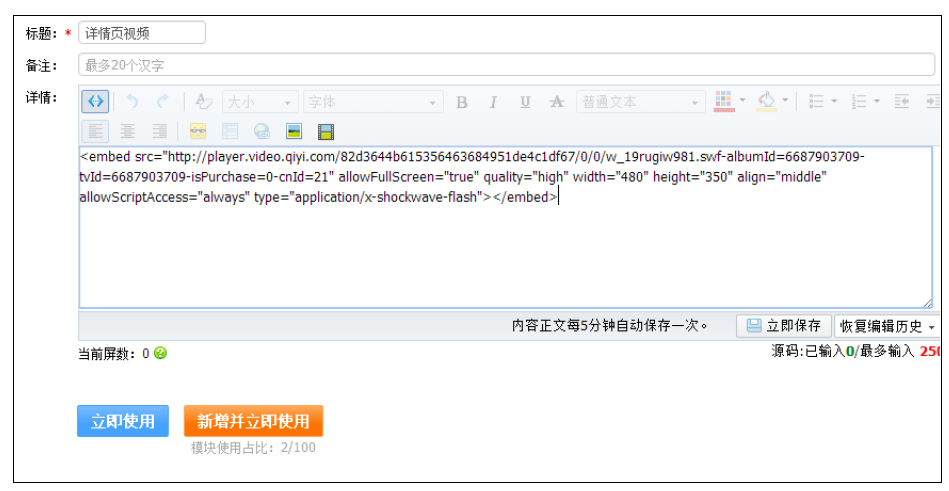 标题: * 详情页视频
备注: 最多20个汉字
详情: 大小 字体 B I U A 普通文本
<embed src="http://player.video.qiyi.com/82d3644b615356463684951de4c1df67/0/0/w_19rugiw981.swf-albumId=6687903709-
tvId=6687903709-isPurchase=0-cnId=21" allowFullScreen="true" quality="high" width="480" height="350" align="middle"
allowScriptAccess="always" type="application/x-shockwave-flash"></embed>
内容正文每5分钟自动保存一次。 立即保存 恢复编辑历史
当前屏数: 0 源码:已输入0/最多输入 250
立即使用 新增并立即使用
模块使用占比: 2/100